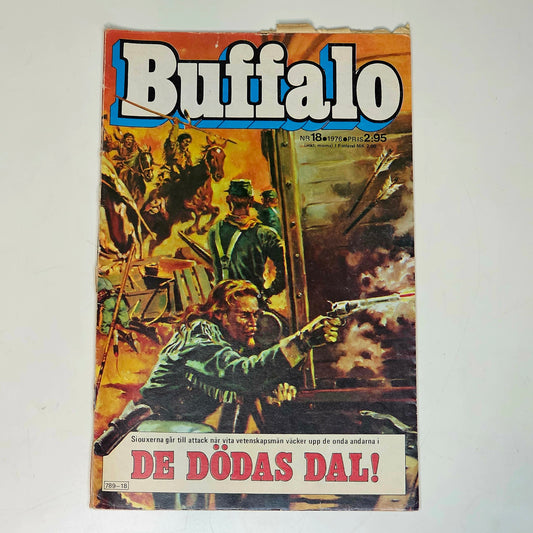 Buffalo
NR 18 • 1976 • PRIS 2.95
Siouxerna går till attack när vita vetenskapsmän väcker upp de onda andarna i
DE DÖDAS DAL!
789–18